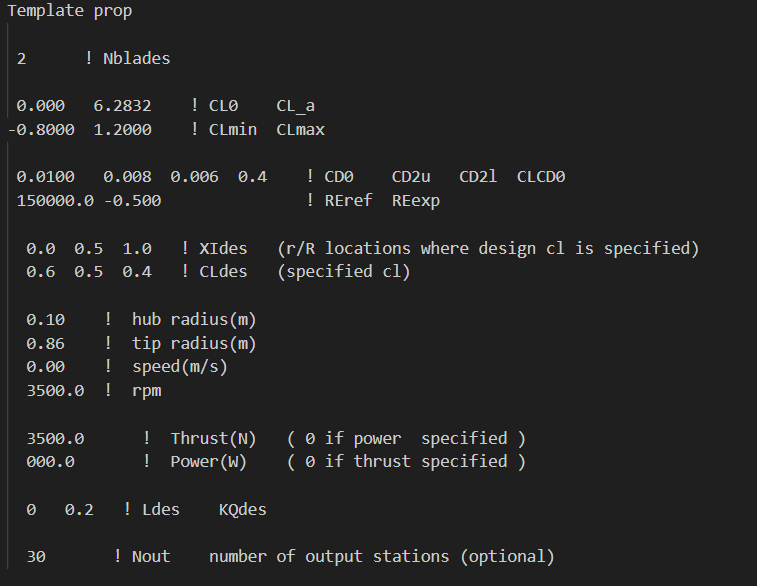 Template prop
2 ! Nblades
0.000 6.2832 ! CL0 CL_a
-0.8000 1.2000 ! CLmin CLmax
0.0100 0.008 0.006 0.4 ! CD0 CD2u CD2l CLCD0
150000.0 -0.500 ! REref REexp
0.0 0.5 1.0 ! XIdes (r/R locations where design cl is specified)
0.6 0.5 0.4 ! CLdes (specified cl)
0.10 ! hub radius(m)
0.86 ! tip radius(m)
0.00 ! speed(m/s)
3500.0 ! rpm
3500.0 ! Thrust(N) ( 0 if power specified )
000.0 ! Power(W) ( 0 if thrust specified )
0 0.2 ! Ldes KQdes
30 ! Nout number of output stations (optional)